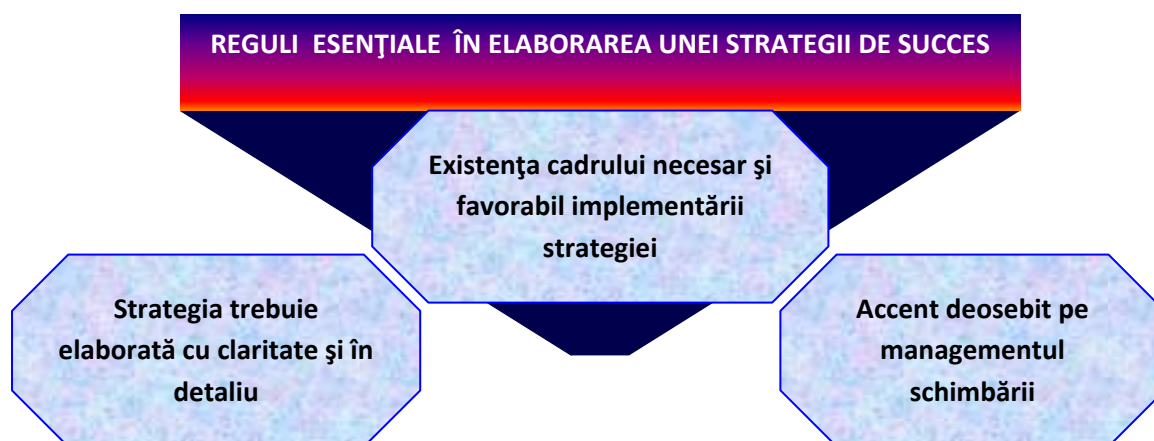 REGULI ESENŢIALE ÎN ELABORAREA UNEI STRATEGII DE SUCCES
Existenţa cadrului necesar şi
favorabil implementării
strategiei
Strategia trebuie
elaborată cu claritate şi în
detaliu
Accent deosebit pe
managementul
schimbării